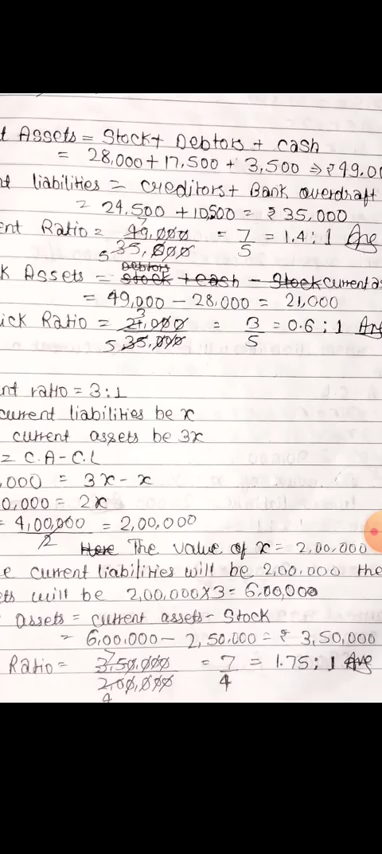 t Assets = Stock + Debtors + cash
= 28,000 + 17,500 + 3,500 ⇒ ₹49,00
nt liabilities = creditors + Bank overdraft
= 24,500 + 10,500 = ₹35,000
ent Ratio = 49,000/35,000 = 7/5 = 1.4:1 Ans
k Assets = Debtors Stock + cash - Stock current as
= 49,000 - 28,000 = 21,000
ick Ratio = 21,000/35,000 = 3/5 = 0.6:1 Ans
nt ratio = 3:1
current liabilities be x
current assets be 3x
= C.A - C.L
,000 = 3x - x
0,000 = 2x
= 4,00,000/2 = 2,00,000
Here The value of x = 2,00,000
e current liabilities will be 2,00,000 the
ets will be 2,00,000 x 3 = 6,00,000
assets = current assets - Stock
= 6,00,000 - 2,50,000 = ₹ 3,50,000
Ratio = 3,50,000/2,00,000 = 7/4 = 1.75:1 Ans